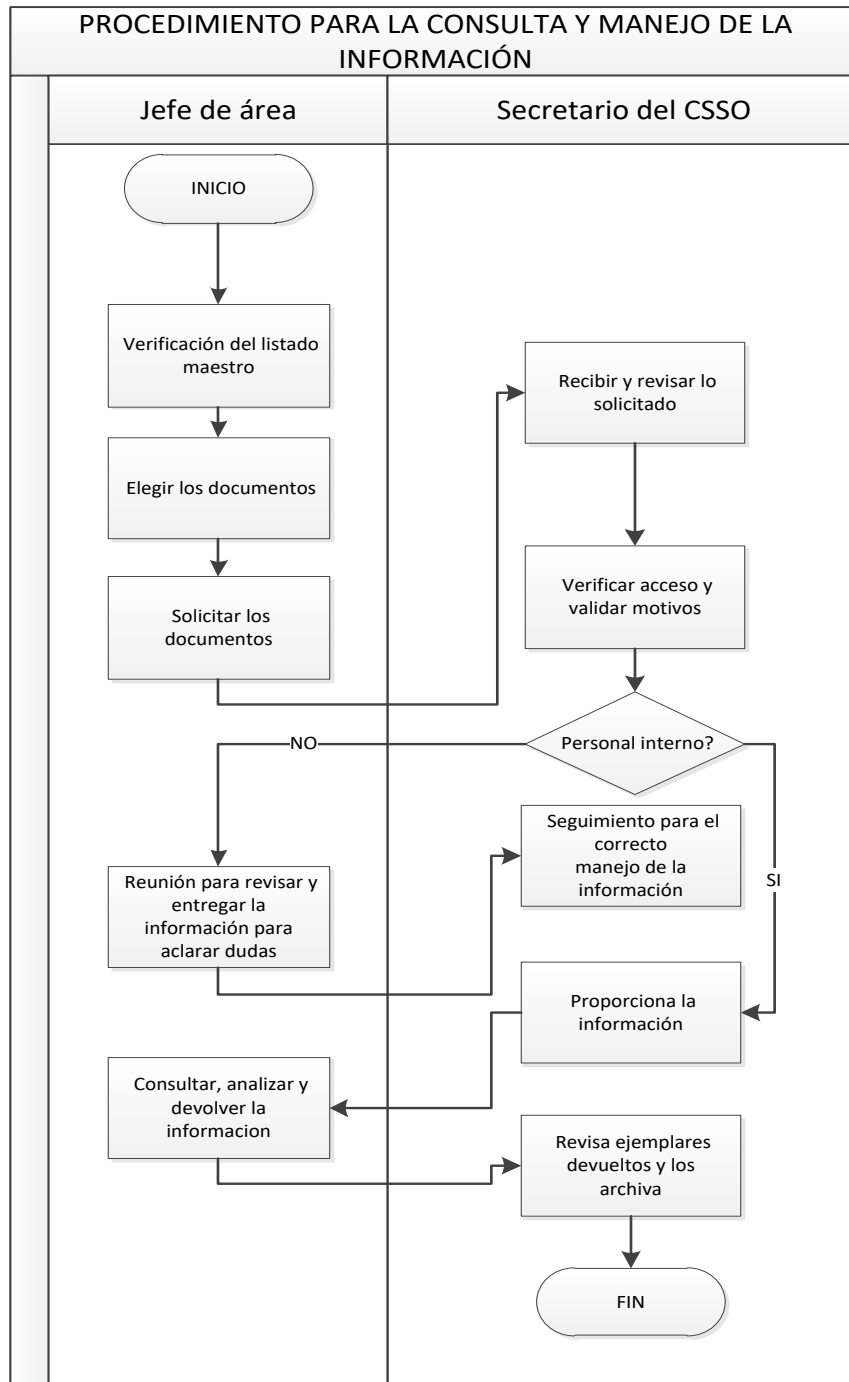 PROCEDIMIENTO PARA LA CONSULTA Y MANEJO DE LA
INFORMACIÓN
Jefe de área
Secretario del CSSO
INICIO
Verificación del listado
maestro
Recibir y revisar lo
solicitado
Elegir los documentos
Solicitar los
documentos
Verificar acceso y
validar motivos
Personal interno?
NO
SI
Seguimiento para el
correcto
manejo de la
información
Reunión para revisar y
entregar la
información para
aclarar dudas
Proporciona la
información
Consultar, analizar y
devolver la
informacion
Revisa ejemplares
devueltos y los
archiva
FIN